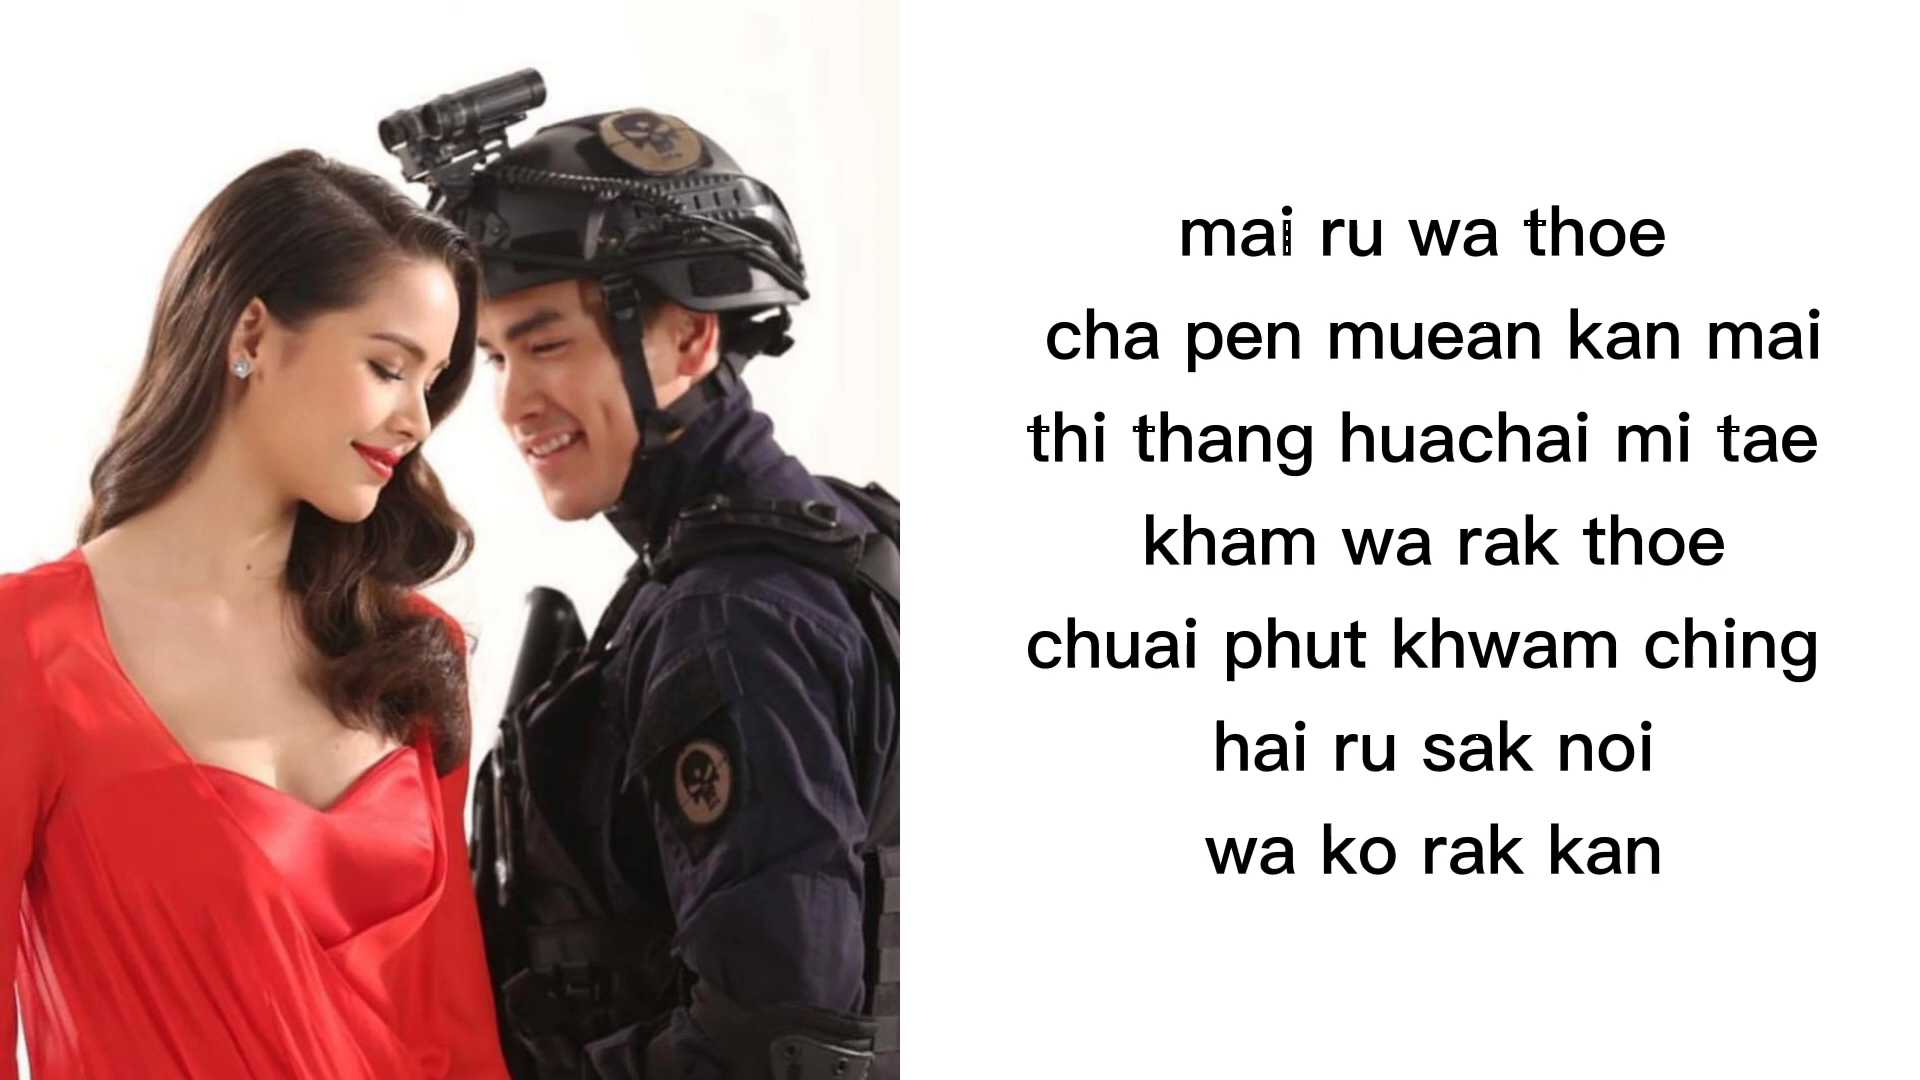 mai ru wa thoe
cha pen muean kan mai
thi thang huachai mi tae
kham wa rak thoe
chuai phut khwam ching
hai ru sak noi
wa ko rak kan